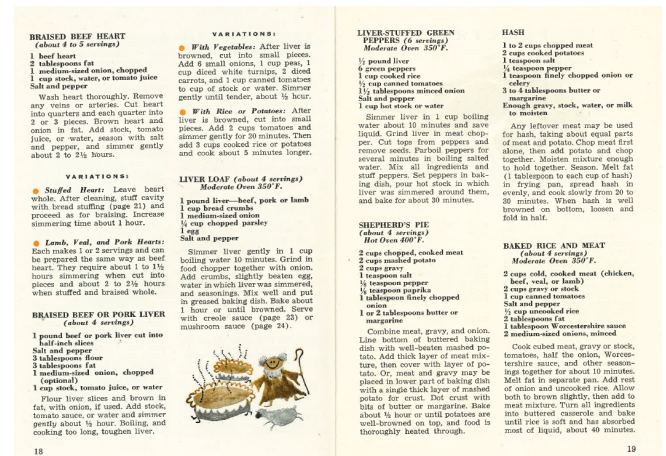 BRAISED BEEF HEART
(about 4 to 5 servings)
1 beef heart
2 tablespoons fat
1 medium-sized onion, chopped
1 cup stock, water, or tomato juice
Salt and pepper
Wash heart thoroughly. Remove
any veins or arteries. Cut heart
into quarters and each quarter into
2 or 3 pieces. Brown heart and
onion in fat. Add stock, tomato
juice, or water, season with salt
and pepper, and simmer gently
about 2 to 2½ hours.
VARIATIONS:
Stuffed Heart: Leave heart
whole. After cleaning, stuff cavity
with bread stuffing (page 21) and
proceed as for braising. Increase
simmering time about 1 hour.
Lamb, Veal, and Pork Hearts:
Each makes 1 or 2 servings and can
be prepared the same way as beef
heart. They require about 1 to 1½
hours simmering when cut into
pieces and about 2 to 2½ hours
when stuffed and braised whole.
BRAISED BEEF OR PORK LIVER
(about 4 servings)
1 pound beef or pork liver cut into
half-inch slices
Salt and pepper
3 tablespoons flour
3 tablespoons fat
1 medium-sized onion, chopped
(optional)
1 cup stock, tomato juice, or water
Flour liver slices and brown in
fat, with onion, if used. Add stock,
tomato sauce, or water and simmer
gently about ½ hour. Boiling, and
cooking too long, toughen liver.
18
VARIATIONS:
With Vegetables: After liver is
browned, cut into small pieces.
Add 6 small onions, 1 cup peas, 1
cup diced white turnips, 2 diced
carrots, and 1 cup canned tomatoes
to cup of stock or water. Simmer
gently until tender, about ½ hour.
With Rice or Potatoes: After
liver is browned, cut into small
pieces. Add 2 cups tomatoes and
simmer gently for 20 minutes. Then
add 3 cups cooked rice or potatoes
and cook about 5 minutes longer.
LIVER LOAF (about 4 servings)
Moderate Oven 350°F.
1 pound liver—beef, pork or lamb
1 cup bread crumbs
1 medium-sized onion
¼ cup chopped parsley
1 egg
Salt and pepper
Simmer liver gently in 1 cup
boiling water 10 minutes. Grind in
food chopper together with onion.
Add crumbs, slightly beaten egg,
water in which liver was simmered,
and seasonings. Mix well and put
in greased baking dish. Bake about
1 hour or until browned. Serve
with creole sauce (page 23) or
mushroom sauce (page 24).
LIVER-STUFFED GREEN
PEPPERS (6 servings)
Moderate Oven 350°F.
½ pound liver
6 green peppers
1 cup cooked rice
½ cup canned tomatoes
1½ tablespoons minced onion
Salt and pepper
1 cup hot stock or water
Simmer liver in 1 cup boiling
water about 10 minutes and save
liquid. Grind liver in meat chop-
per. Cut tops from peppers and
remove seeds. Parboil peppers for
several minutes in boiling salted
water. Mix all ingredients and
stuff peppers. Set peppers in bak-
ing dish, pour hot stock in which
liver was simmered around them,
and bake for about 30 minutes.
SHEPHERD'S PIE
(about 4 servings)
Hot Oven 400°F.
2 cups chopped, cooked meat
2 cups mashed potato
2 cups gravy
1 teaspoon salt
⅛ teaspoon pepper
⅛ teaspoon paprika
1 tablespoon finely chopped
onion
1 or 2 tablespoons butter or
margarine
Combine meat, gravy, and onion.
Line bottom of buttered baking
dish with well-beaten mashed po-
tato. Add thick layer of meat mix-
ture, then cover with layer of po-
tato. Or, meat and gravy may be
placed in lower part of baking dish
with a single thick layer of mashed
potato for crust. Dot crust with
bits of butter or margarine. Bake
about ½ hour or until potatoes are
well-browned on top, and food is
thoroughly heated through.
HASH
1 to 2 cups chopped meat
2 cups cooked potatoes
1 teaspoon salt
¼ teaspoon pepper
1 teaspoon finely chopped onion or
celery
3 to 4 tablespoons butter or
margarine
Enough gravy, stock, water, or milk
to moisten
Any leftover meat may be used
for hash, taking about equal parts
of meat and potato. Chop meat first
alone, then add potato and chop
together. Moisten mixture enough
to hold together. Season. Melt fat
(1 tablespoon to each cup of hash)
in frying pan, spread hash in
evenly, and cook slowly from 20 to
30 minutes. When hash is well
browned on bottom, loosen and
fold in half.
BAKED RICE AND MEAT
(about 4 servings)
Moderate Oven 350°F.
2 cups cold, cooked meat (chicken,
beef, veal, or lamb)
2 cups gravy or stock
1 cup canned tomatoes
Salt and pepper
½ cup uncooked rice
2 tablespoons fat
1 tablespoon Worcestershire sauce
2 medium-sized onions, minced
Cook cubed meat, gravy or stock,
tomatoes, half the onion, Worces-
tershire sauce, and other season-
ings together for about 10 minutes.
Melt fat in separate pan. Add rest
of onion and uncooked rice. Allow
both to brown slightly, then add to
meat mixture. Turn all ingredients
into buttered casserole and bake
until rice is soft and has absorbed
most of liquid, about 40 minutes.
19